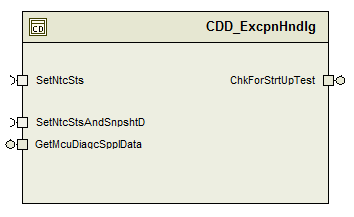 CD
CDD_ExcpnHndlg
SetNtcSts
ChkForStrtUpTest
SetNtcStsAndSnpshtD
GetMcuDiagcSpplData